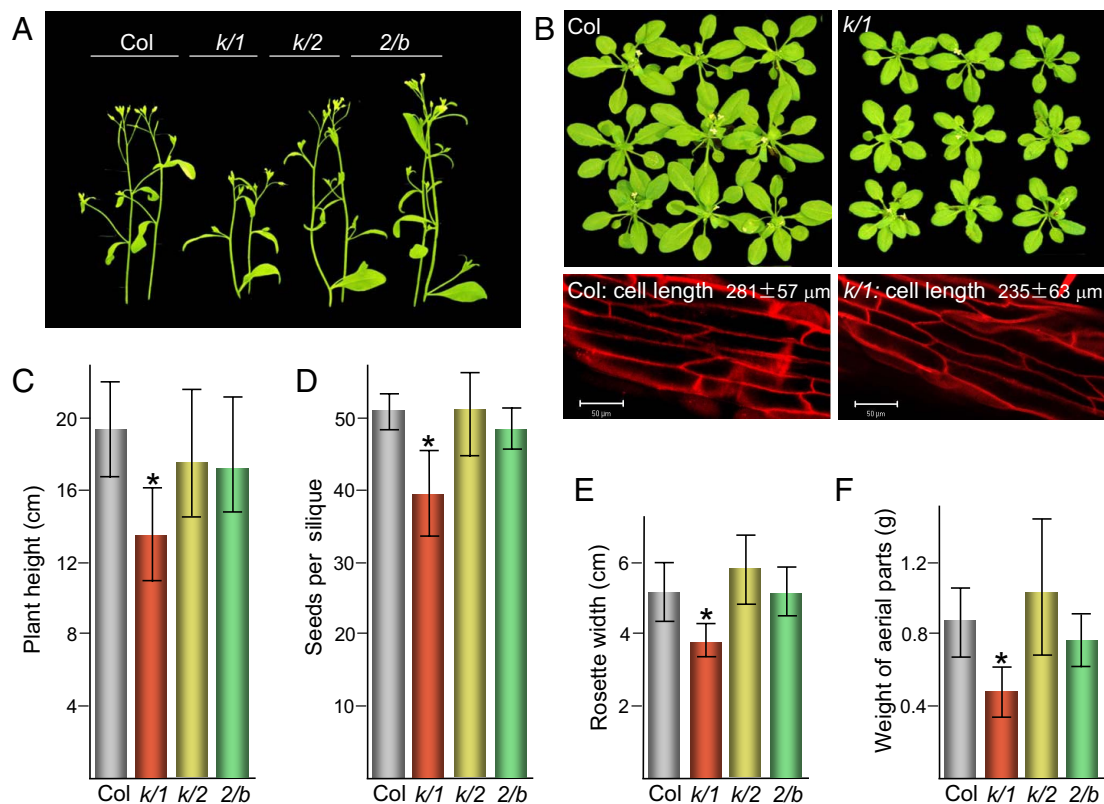 A
Col k/1 k/2 2/b
B
Col
k/1
Col: cell length 281±57 µm
50 µm
k/1: cell length 235±63 µm
50 µm
C
Plant height (cm)
20
16
12
8
4
*
Col k/1 k/2 2/b
D
Seeds per silique
50
40
30
20
10
*
Col k/1 k/2 2/b
E
Rosette width (cm)
6
4
2
*
Col k/1 k/2 2/b
F
Weight of aerial parts (g)
1.2
0.8
0.4
*
Col k/1 k/2 2/b